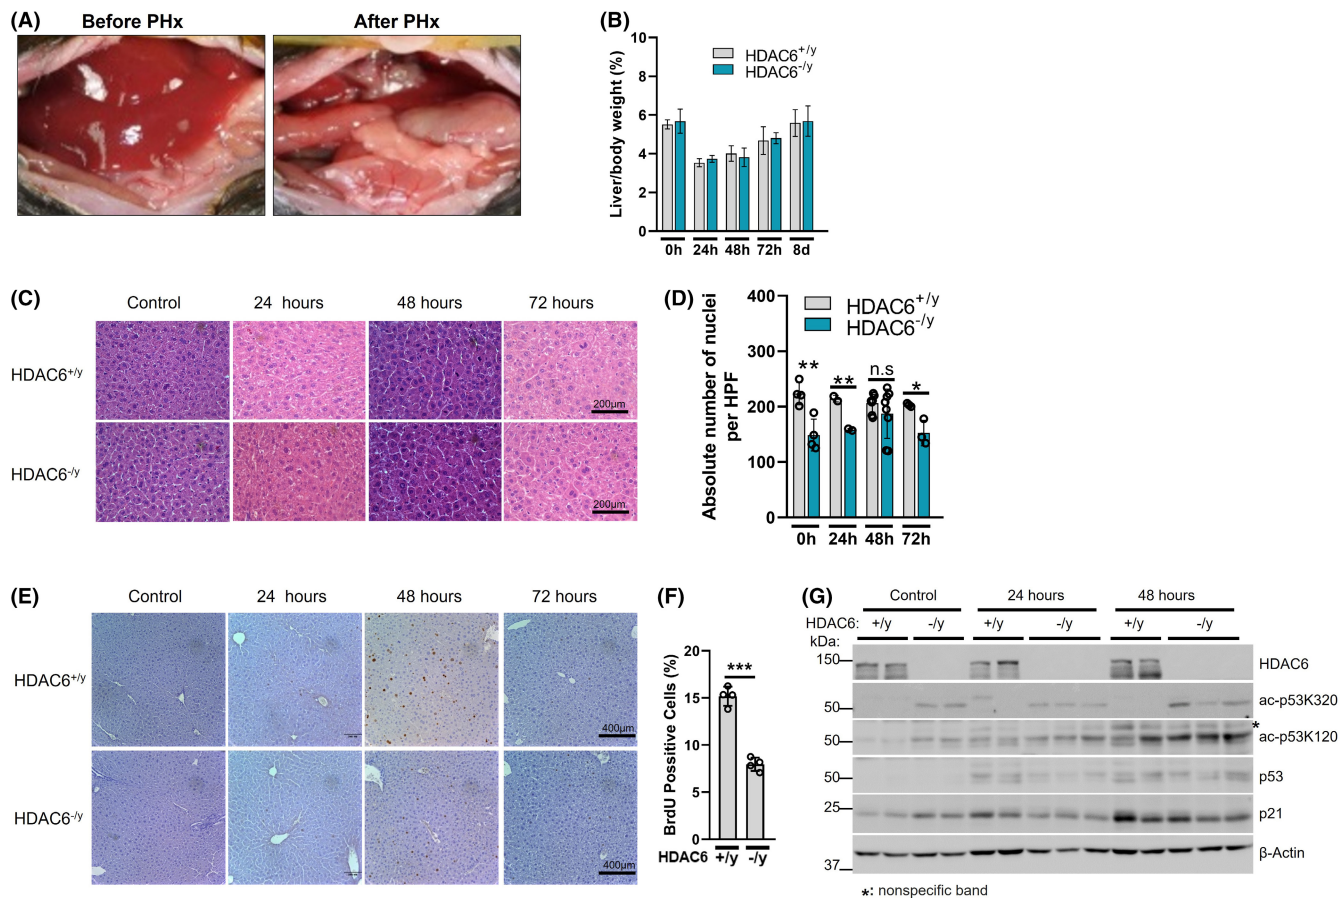 (A) Before PHx After PHx
(B)
Liver/body weight (%)
10
8
6
4
2
0
HDAC6+/y
HDAC6-/y
0h 24h 48h 72h 8d
(C) Control 24 hours 48 hours 72 hours
HDAC6+/y
200µm
HDAC6-/y
200µm
(D)
Absolute number of nuclei
per HPF
400
300
200
100
0
HDAC6+/y
HDAC6-/y
** ** n.s *
0h 24h 48h 72h
(E) Control 24 hours 48 hours 72 hours
HDAC6+/y
400µm
HDAC6-/y
400µm
(F)
BrdU Posstive Cells (%)
20
15
10
5
0
***
HDAC6 +/y -/y
(G) Control 24 hours 48 hours
HDAC6: +/y -/y +/y -/y +/y -/y
kDa:
150 HDAC6
50 ac-p53K320
*
50 ac-p53K120
50 p53
25 p21
β-Actin
37
*: nonspecific band